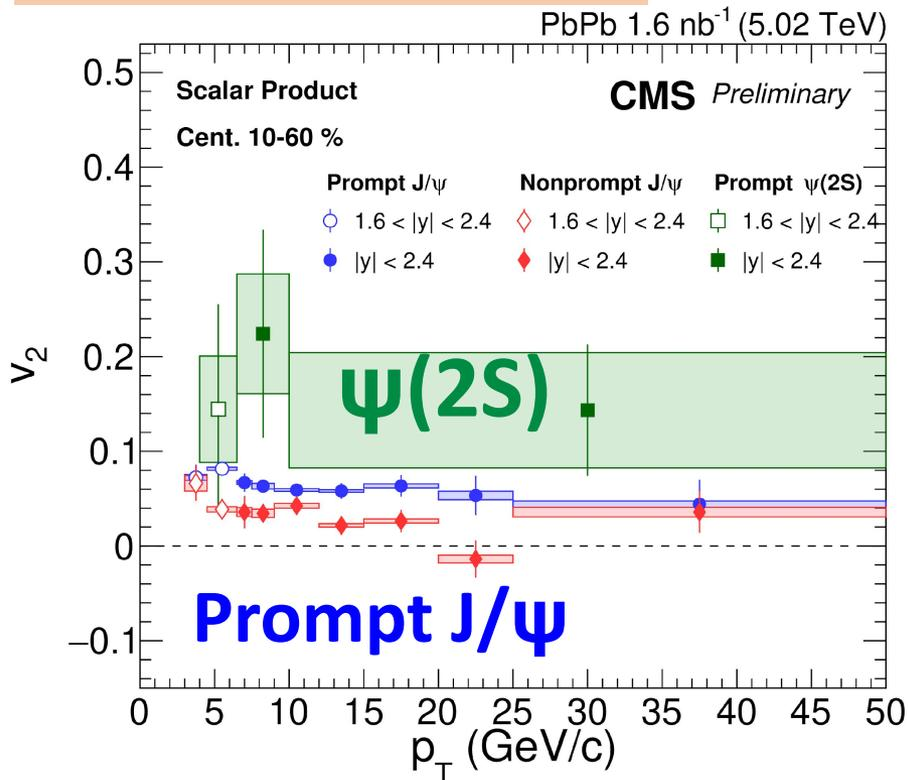 PbPb 1.6 nb⁻¹ (5.02 TeV)
Scalar Product
CMS Preliminary
Cent. 10-60 %
Prompt J/ψ Nonprompt J/ψ Prompt ψ(2S)
1.6 < |y| < 2.4 1.6 < |y| < 2.4 1.6 < |y| < 2.4
|y| < 2.4 |y| < 2.4 |y| < 2.4
ψ(2S)
Prompt J/ψ
v₂
0.5
0.4
0.3
0.2
0.1
0
−0.1
0 5 10 15 20 25 30 35 40 45 50
p_T (GeV/c)